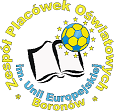 Zespół Placówek Oświatowych
im. Unii Europejskiej
Boronów